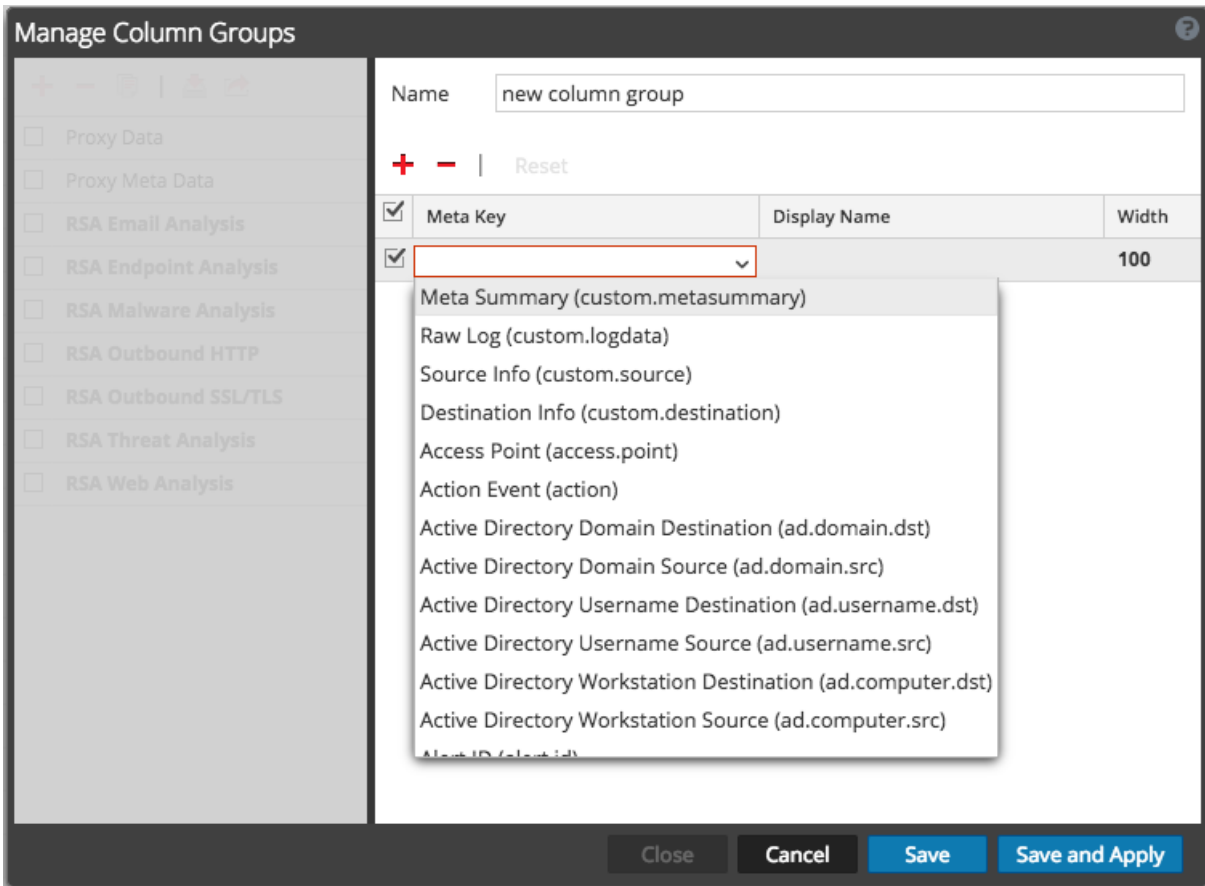 Manage Column Groups
Proxy Data
Proxy Meta Data
RSA Email Analysis
RSA Endpoint Analysis
RSA Malware Analysis
RSA Outbound HTTP
RSA Outbound SSL/TLS
RSA Threat Analysis
RSA Web Analysis
Name new column group
Reset
Meta Key Display Name Width
100
Meta Summary (custom.metasummary)
Raw Log (custom.logdata)
Source Info (custom.source)
Destination Info (custom.destination)
Access Point (access.point)
Action Event (action)
Active Directory Domain Destination (ad.domain.dst)
Active Directory Domain Source (ad.domain.src)
Active Directory Username Destination (ad.username.dst)
Active Directory Username Source (ad.username.src)
Active Directory Workstation Destination (ad.computer.dst)
Active Directory Workstation Source (ad.computer.src)
Alert ID (alert.id)
Close Cancel Save Save and Apply